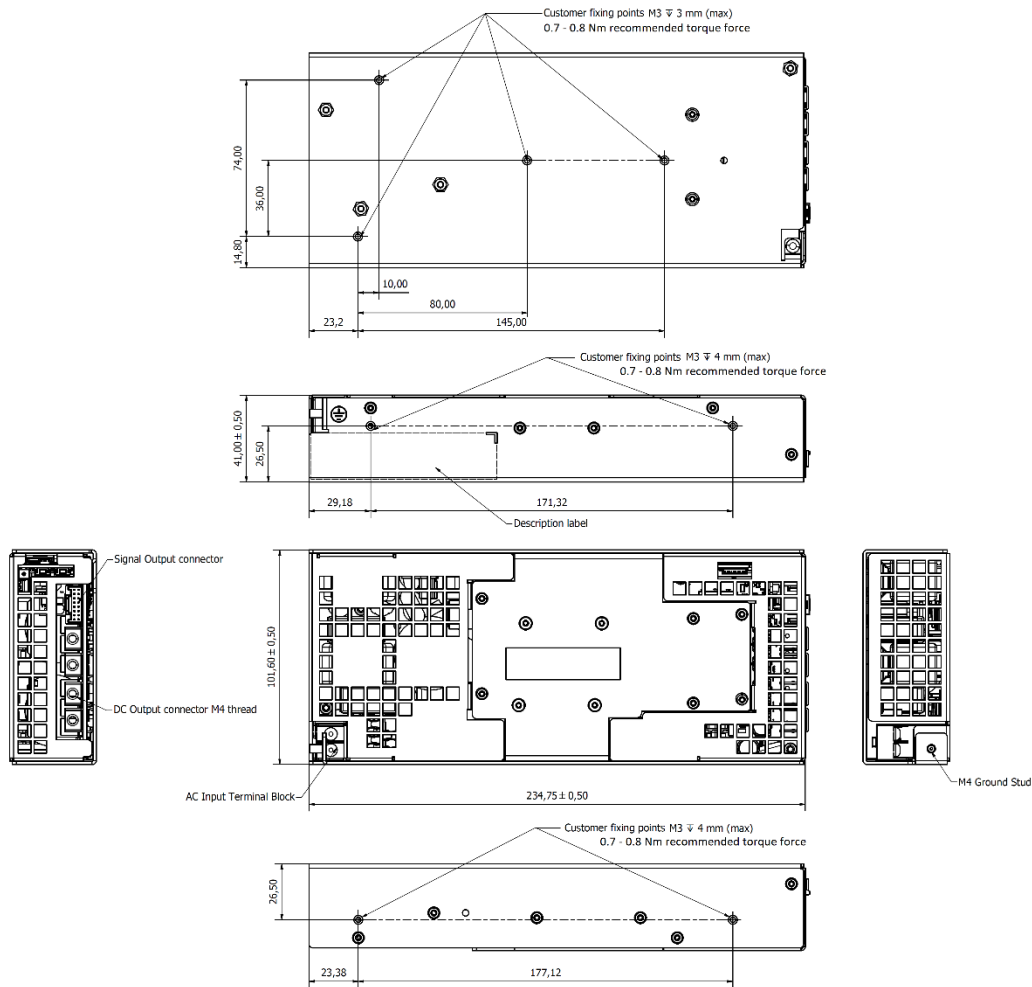 Customer fixing points M3 ↧ 3 mm (max)
0.7 - 0.8 Nm recommended torque force
74,00
36,00
14,80
10,00
80,00
23,2
145,00
Customer fixing points M3 ↧ 4 mm (max)
0.7 - 0.8 Nm recommended torque force
41,00 ± 0,50
26,50
29,18
171,32
Description label
Signal Output connector
101,60 ± 0,50
DC Output connector M4 thread
AC Input Terminal Block
234,75 ± 0,50
M4 Ground Stud
Customer fixing points M3 ↧ 4 mm (max)
0.7 - 0.8 Nm recommended torque force
26,50
23,38
177,12